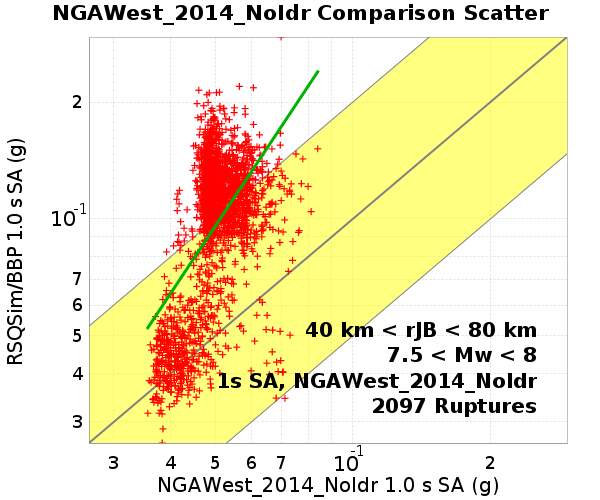 NGAWest_2014_NoIdr Comparison Scatter
RSQSim/BBP 1.0 s SA (g)
2
10⁻¹
7
6
5
4
3
40 km < rJB < 80 km
7.5 < Mw < 8
1s SA, NGAWest_2014_NoIdr
2097 Ruptures
3 4 5 6 7 10⁻¹ 2
NGAWest_2014_NoIdr 1.0 s SA (g)